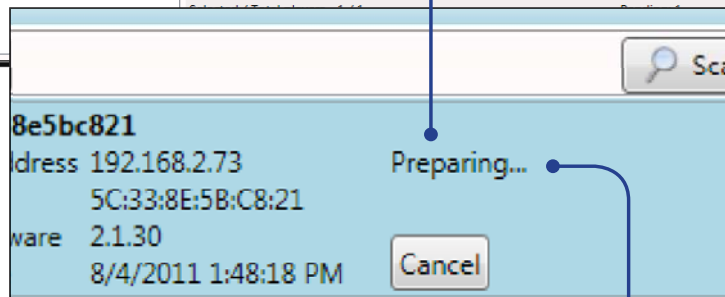 Sca
8e5bc821
dress 192.168.2.73
Preparing...
5C:33:8E:5B:C8:21
ware 2.1.30
8/4/2011 1:48:18 PM
Cancel